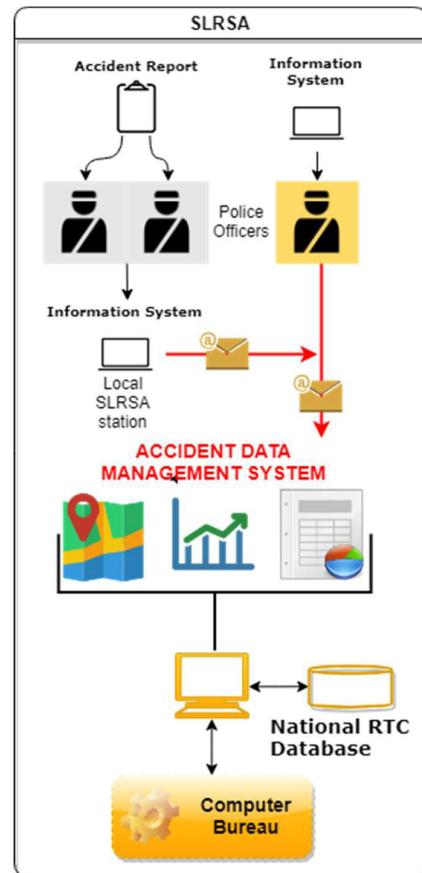 SLRSA
Accident Report
Information
System
Police
Officers
Information System
Local
SLRSA
station
@
@
ACCIDENT DATA
MANAGEMENT SYSTEM
National RTC
Database
Computer
Bureau